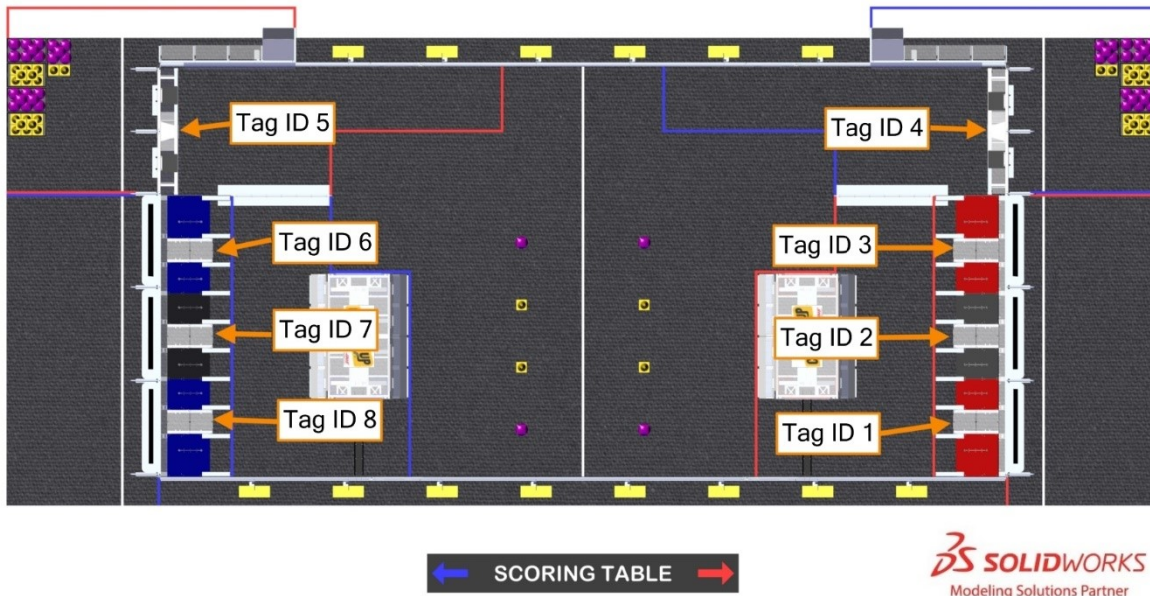 Tag ID 5
Tag ID 4
Tag ID 6
Tag ID 3
Tag ID 7
Tag ID 2
Tag ID 8
Tag ID 1
SCORING TABLE
SOLIDWORKS
Modeling Solutions Partner